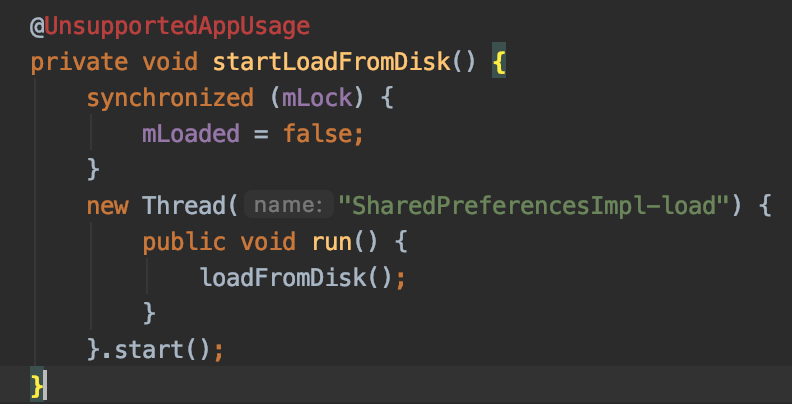 @UnsupportedAppUsage
private void startLoadFromDisk() {
    synchronized (mLock) {
        mLoaded = false;
    }
    new Thread( name: "SharedPreferencesImpl-load") {
        public void run() {
            loadFromDisk();
        }
    }.start();
}